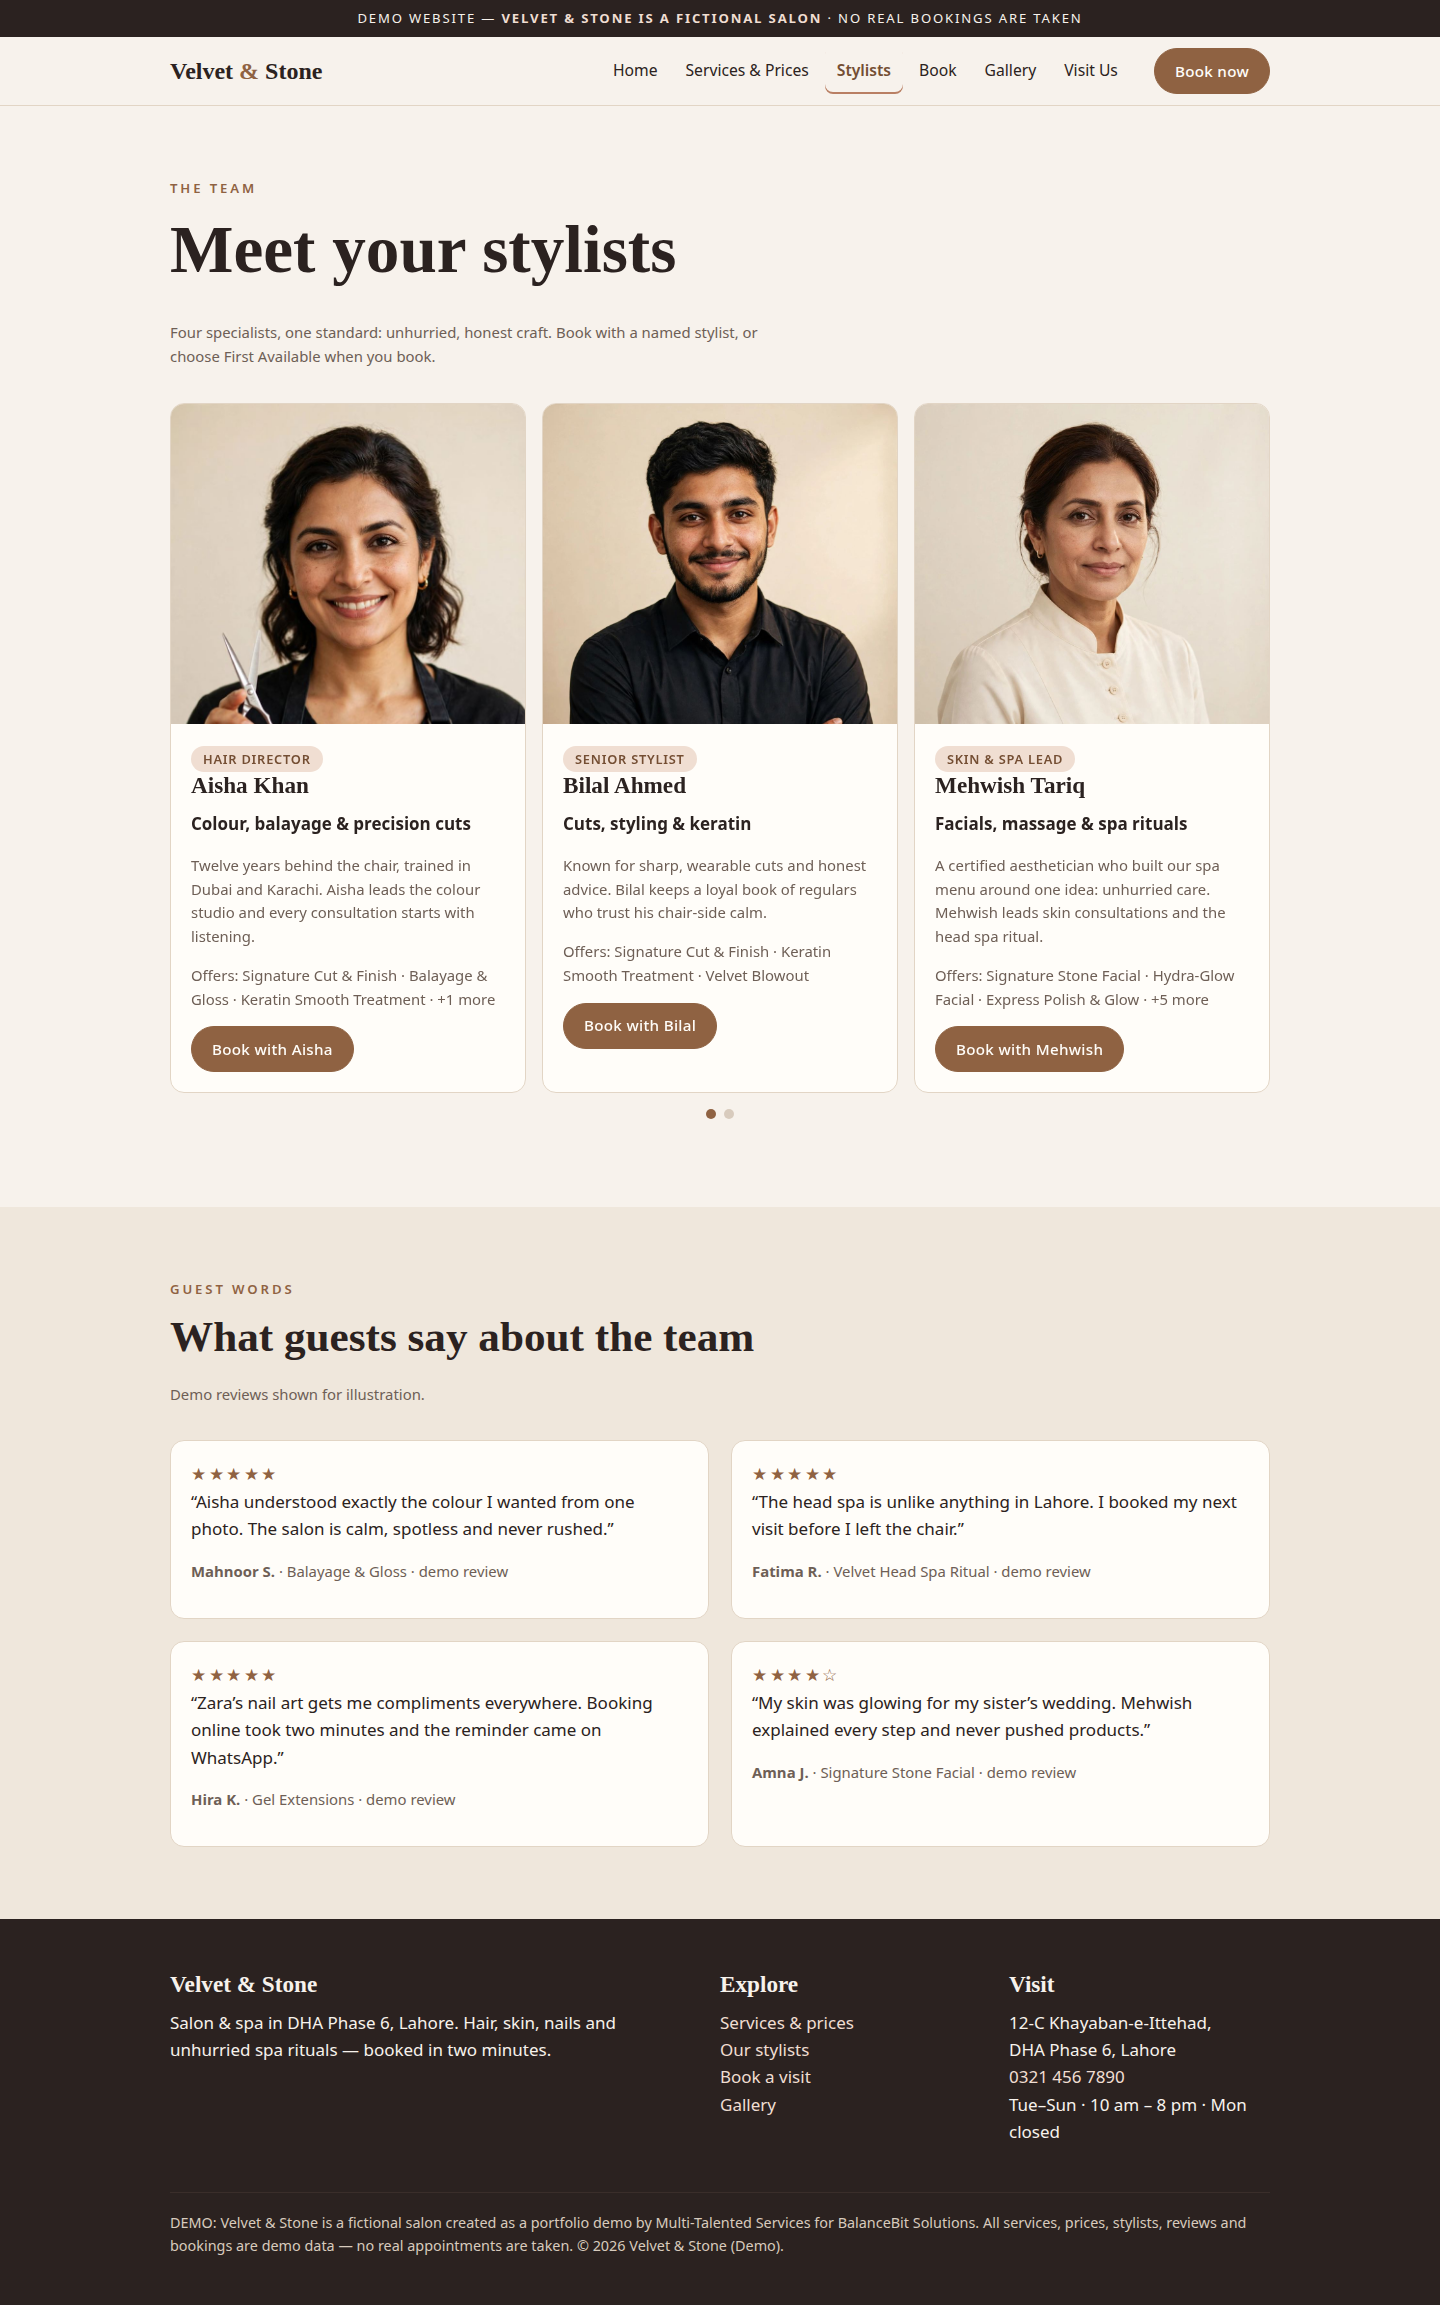 DEMO WEBSITE — VELVET & STONE IS A FICTIONAL SALON · NO REAL BOOKINGS ARE TAKEN
Velvet & Stone
Home
Services & Prices
Stylists
Book
Gallery
Visit Us
Book now
THE TEAM
Meet your stylists
Four specialists, one standard: unhurried, honest craft. Book with a named stylist, or
choose First Available when you book.
HAIR DIRECTOR
Aisha Khan
Colour, balayage & precision cuts
Twelve years behind the chair, trained in
Dubai and Karachi. Aisha leads the colour
studio and every consultation starts with
listening.
Offers: Signature Cut & Finish · Balayage &
Gloss · Keratin Smooth Treatment · +1 more
Book with Aisha
SENIOR STYLIST
Bilal Ahmed
Cuts, styling & keratin
Known for sharp, wearable cuts and honest
advice. Bilal keeps a loyal book of regulars
who trust his chair-side calm.
Offers: Signature Cut & Finish · Keratin
Smooth Treatment · Velvet Blowout
Book with Bilal
SKIN & SPA LEAD
Mehwish Tariq
Facials, massage & spa rituals
A certified aesthetician who built our spa
menu around one idea: unhurried care.
Mehwish leads skin consultations and the
head spa ritual.
Offers: Signature Stone Facial · Hydra-Glow
Facial · Express Polish & Glow · +5 more
Book with Mehwish
GUEST WORDS
What guests say about the team
Demo reviews shown for illustration.
★★★★★
“Aisha understood exactly the colour I wanted from one
photo. The salon is calm, spotless and never rushed.”
Mahnoor S. · Balayage & Gloss · demo review
★★★★★
“The head spa is unlike anything in Lahore. I booked my next
visit before I left the chair.”
Fatima R. · Velvet Head Spa Ritual · demo review
★★★★★
“Zara’s nail art gets me compliments everywhere. Booking
online took two minutes and the reminder came on
WhatsApp.”
Hira K. · Gel Extensions · demo review
★★★★☆
“My skin was glowing for my sister’s wedding. Mehwish
explained every step and never pushed products.”
Amna J. · Signature Stone Facial · demo review
Velvet & Stone
Salon & spa in DHA Phase 6, Lahore. Hair, skin, nails and
unhurried spa rituals — booked in two minutes.
Explore
Services & prices
Our stylists
Book a visit
Gallery
Visit
12-C Khayaban-e-Ittehad,
DHA Phase 6, Lahore
0321 456 7890
Tue–Sun · 10 am – 8 pm · Mon
closed
DEMO: Velvet & Stone is a fictional salon created as a portfolio demo by Multi-Talented Services for BalanceBit Solutions. All services, prices, stylists, reviews and
bookings are demo data — no real appointments are taken. © 2026 Velvet & Stone (Demo).